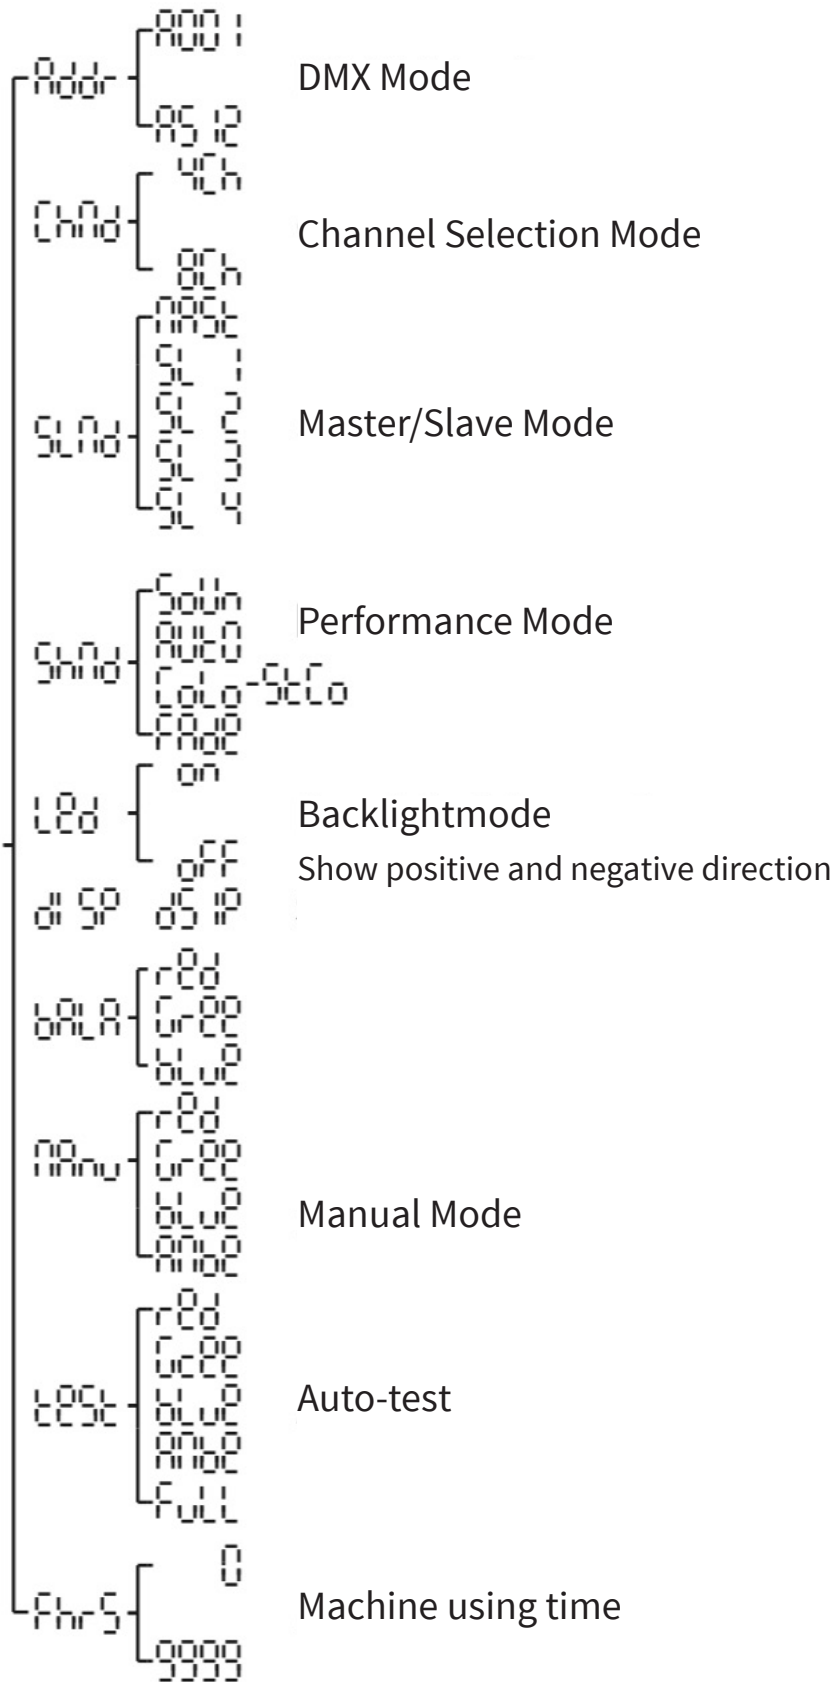 A001
Addr
DMX Mode
A512
4Ch
ChMd
Channel Selection Mode
8Ch
MASt
SL 1
SL 2
SLMd
Master/Slave Mode
SL 3
SL 4
SoUn
Performance Mode
AUtO
ShMd
CoLo StCo
FAde
on
Led
Backlightmode
oFF
Show positive and negative direction
dISP dSIP
red
bALA
Gree
bLue
red
MAnu
Gree
bLue
Manual Mode
AMbe
red
Gree
test
bLue
Auto-test
AMbe
FuLL
0
FhrS
Machine using time
9999